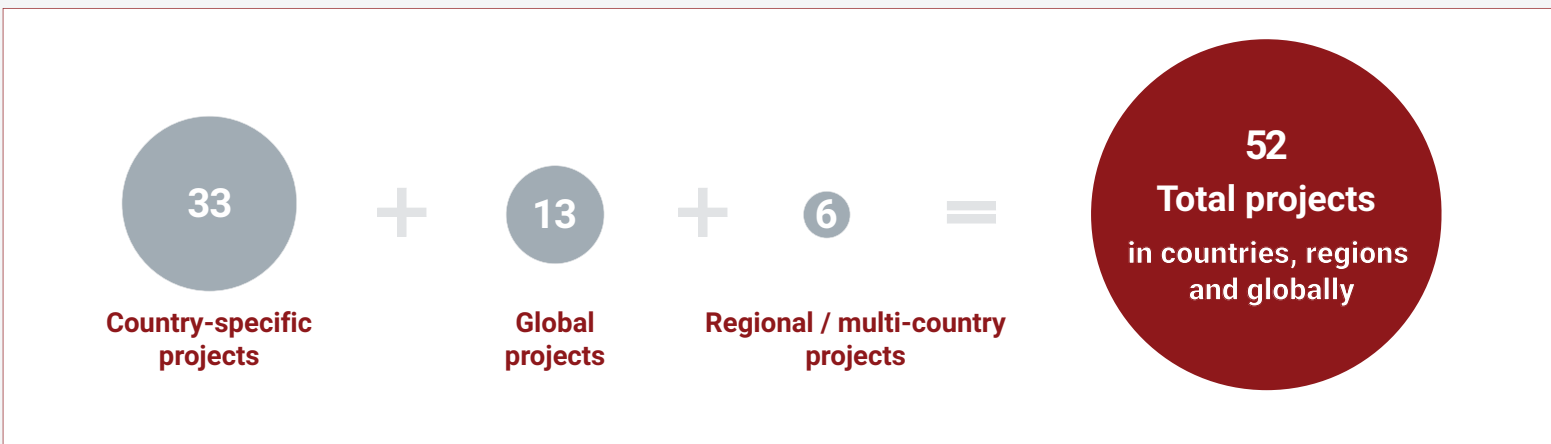 33
Country-specific
projects
+
13
Global
projects
+
6
Regional / multi-country
projects
=
52
Total projects
in countries, regions
and globally